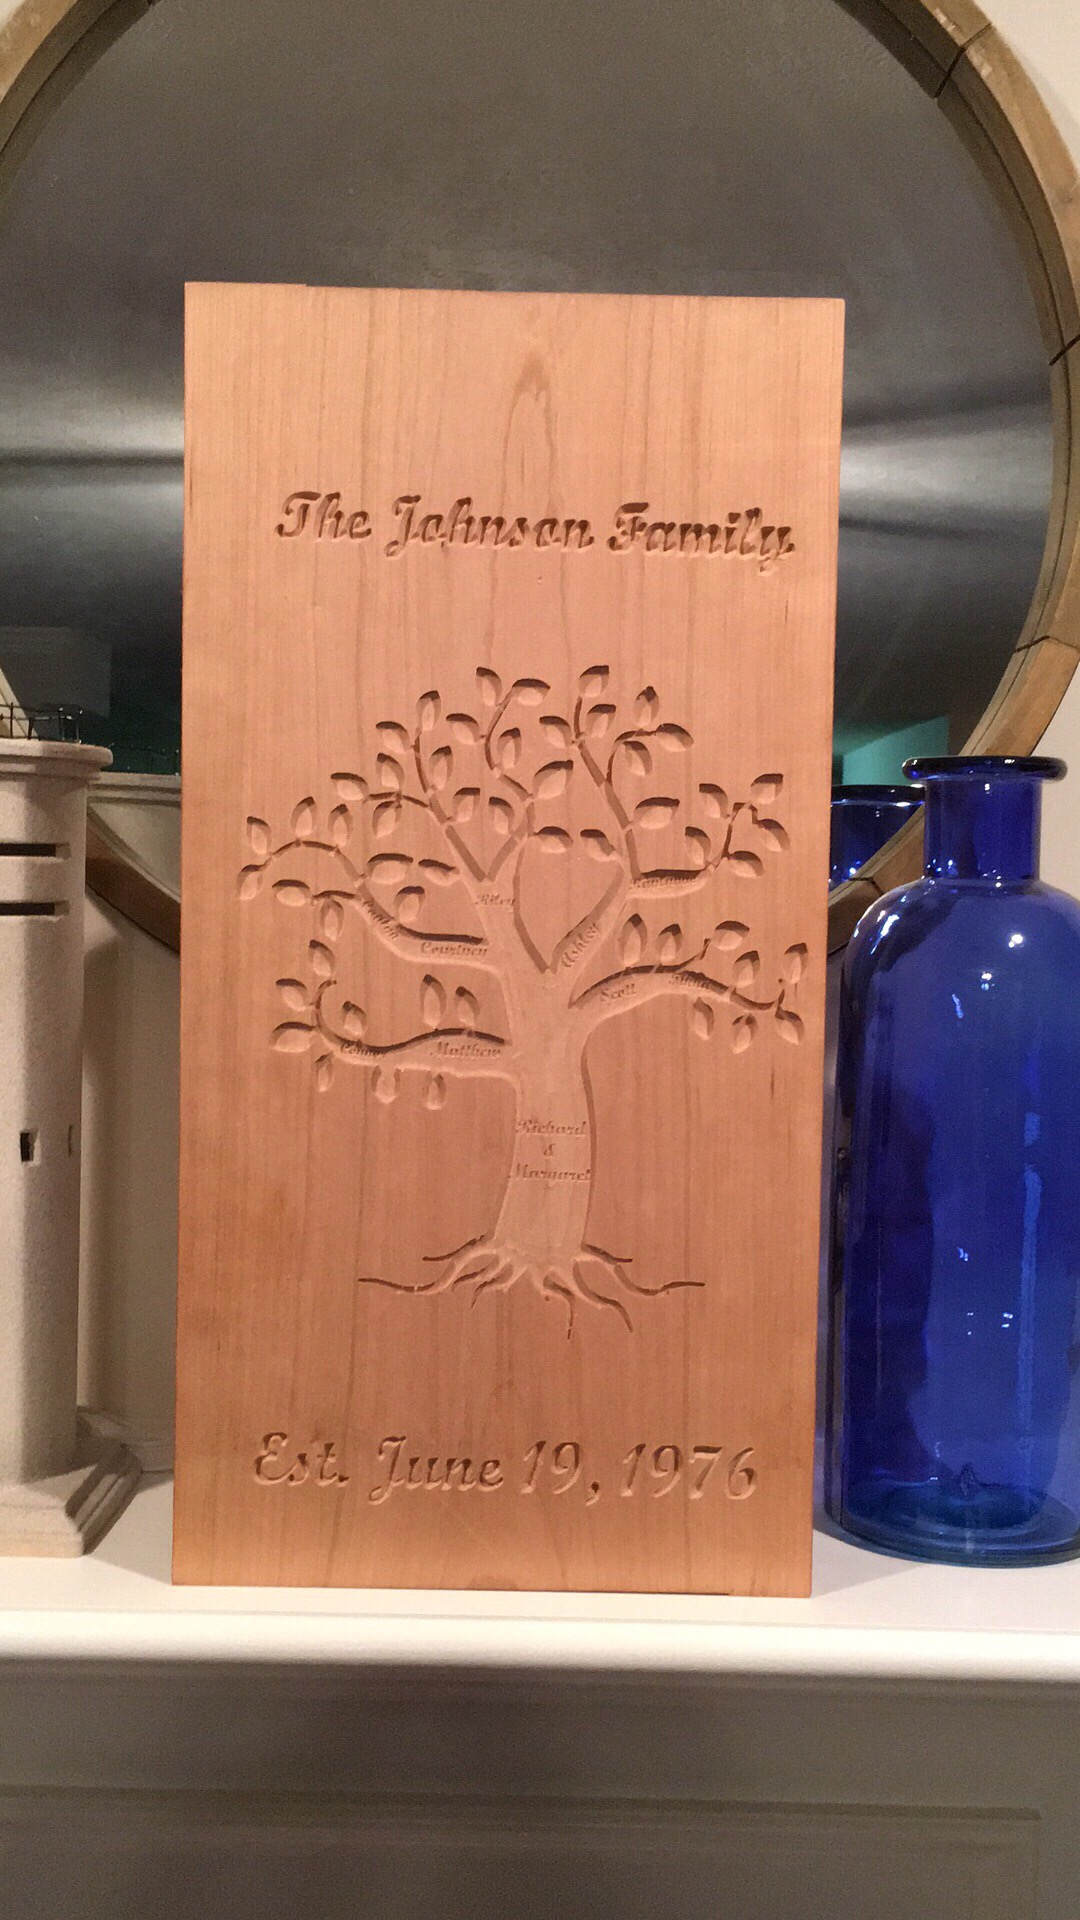 The Johnson Family
Riley
Courtney
Ashley
Scott
Matthew
Richard
&
Margaret
Est. June 19, 1976